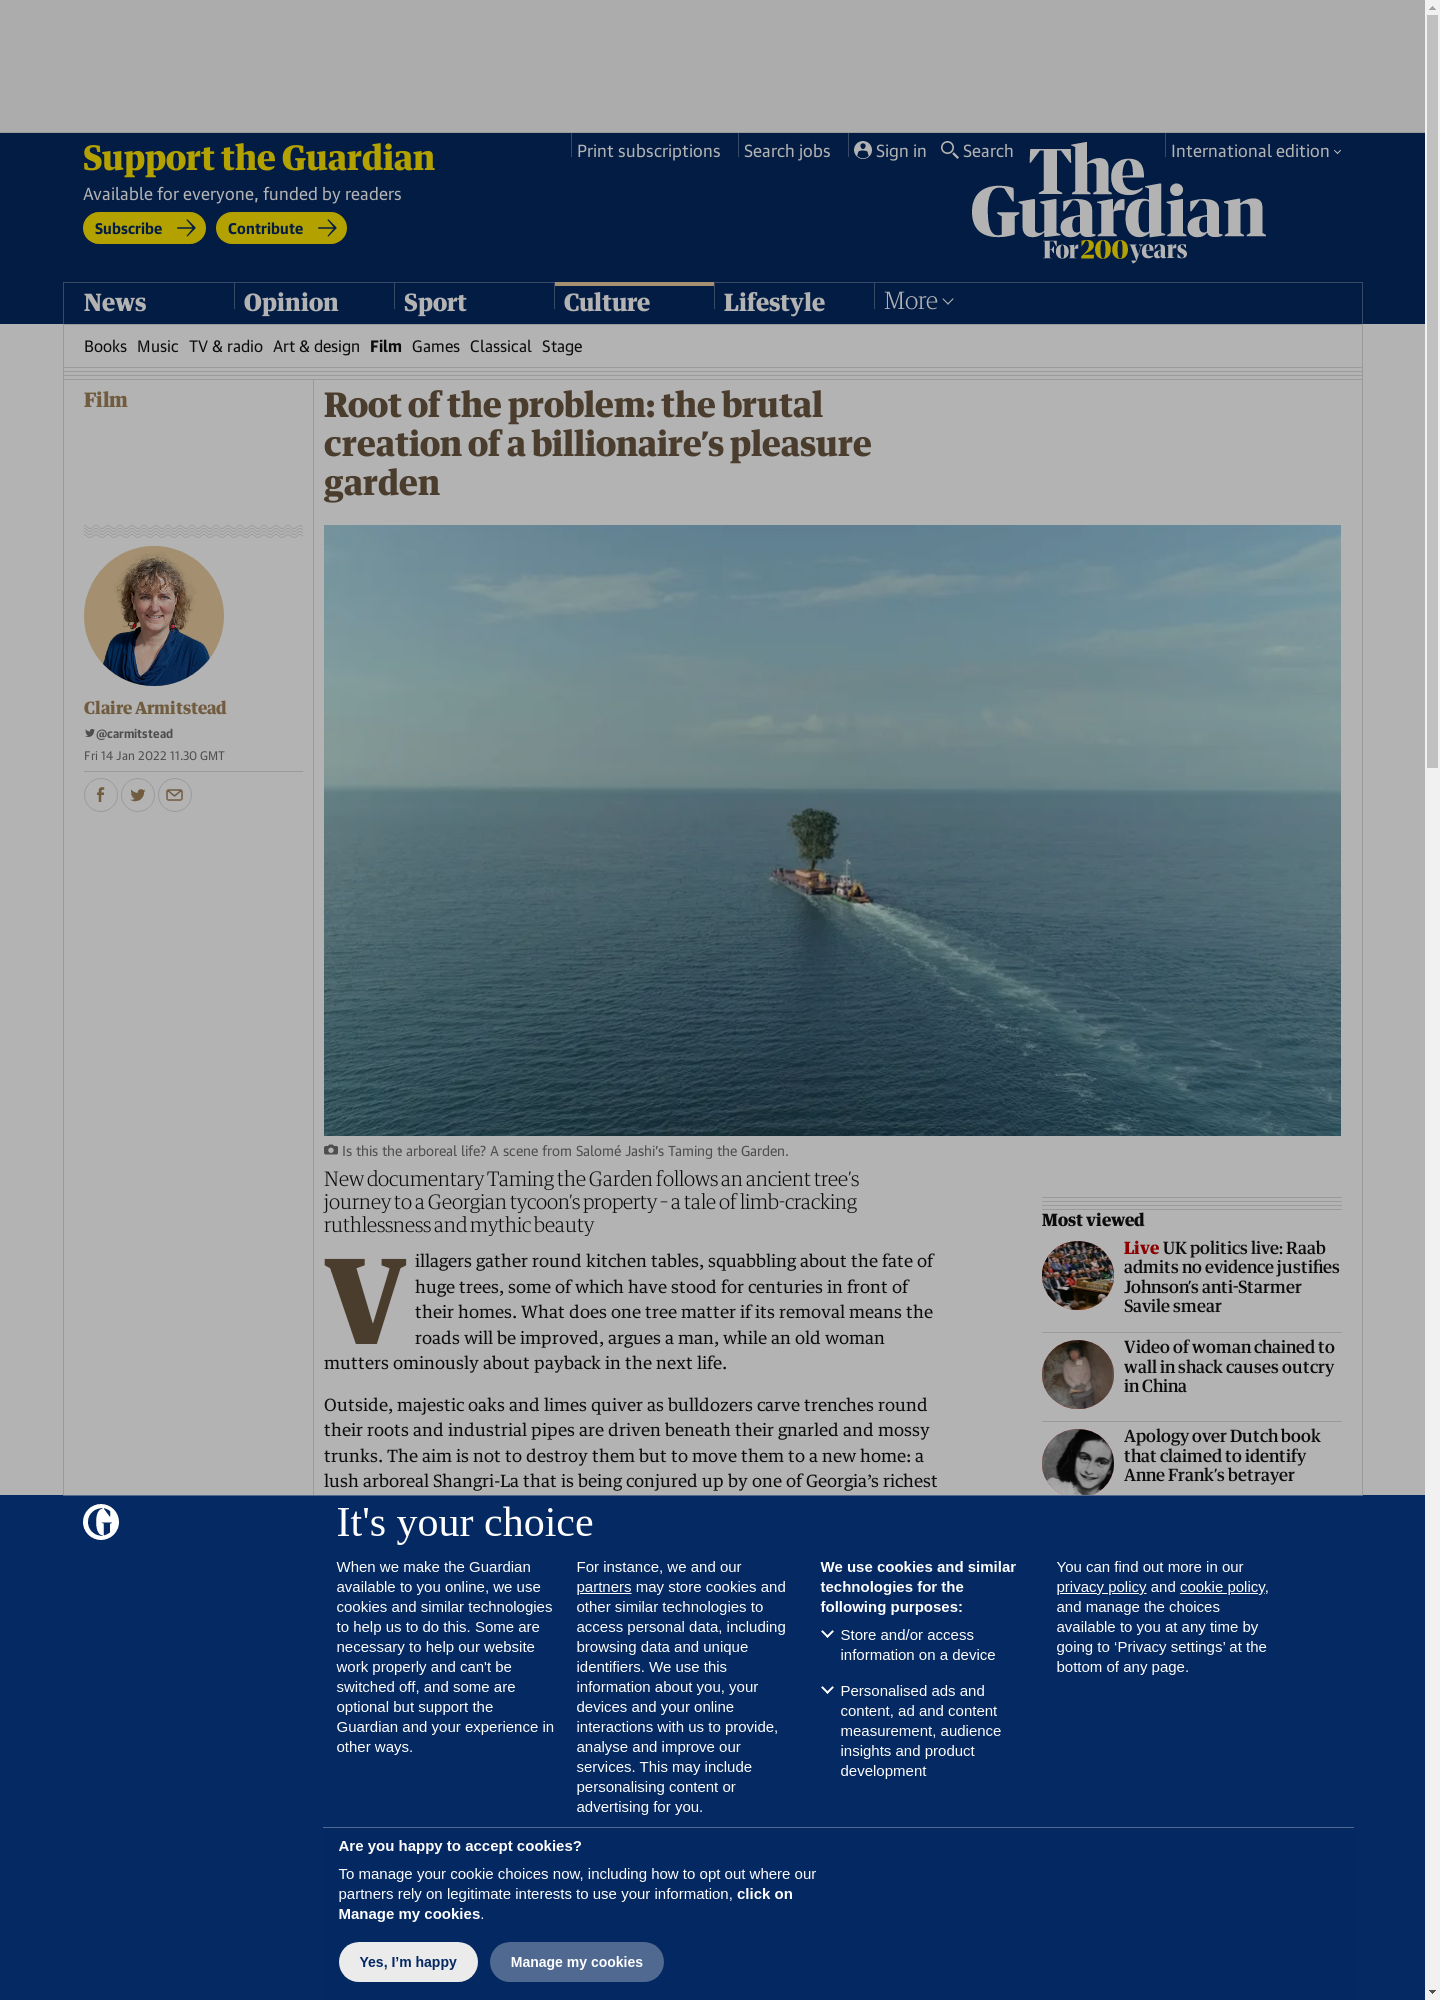 Support the Guardian
Available for everyone, funded by readers
Subscribe
Contribute
Print subscriptions
Search jobs
Sign in
Search
International edition
The
Guardian
For 200 years
News
Opinion
Sport
Culture
Lifestyle
More
Books Music TV & radio Art & design Film Games Classical Stage
Film
Root of the problem: the brutal
creation of a billionaire’s pleasure
garden
Claire Armitstead
@carmitstead
Fri 14 Jan 2022 11.30 GMT
Is this the arboreal life? A scene from Salomé Jashi’s Taming the Garden.
New documentary Taming the Garden follows an ancient tree’s
journey to a Georgian tycoon’s property – a tale of limb-cracking
ruthlessness and mythic beauty
Villagers gather round kitchen tables, squabbling about the fate of
huge trees, some of which have stood for centuries in front of
their homes. What does one tree matter if its removal means the
roads will be improved, argues a man, while an old woman
mutters ominously about payback in the next life.
Outside, majestic oaks and limes quiver as bulldozers carve trenches round
their roots and industrial pipes are driven beneath their gnarled and mossy
trunks. The aim is not to destroy them but to move them to a new home: a
lush arboreal Shangri-La that is being conjured up by one of Georgia’s richest
Most viewed
Live UK politics live: Raab
admits no evidence justifies
Johnson’s anti-Starmer
Savile smear
Video of woman chained to
wall in shack causes outcry
in China
Apology over Dutch book
that claimed to identify
Anne Frank’s betrayer
It's your choice
When we make the Guardian
available to you online, we use
cookies and similar technologies
to help us to do this. Some are
necessary to help our website
work properly and can't be
switched off, and some are
optional but support the
Guardian and your experience in
other ways.
For instance, we and our
partners may store cookies and
other similar technologies to
access personal data, including
browsing data and unique
identifiers. We use this
information about you, your
devices and your online
interactions with us to provide,
analyse and improve our
services. This may include
personalising content or
advertising for you.
We use cookies and similar
technologies for the
following purposes:
Store and/or access
information on a device
Personalised ads and
content, ad and content
measurement, audience
insights and product
development
You can find out more in our
privacy policy and cookie policy,
and manage the choices
available to you at any time by
going to ‘Privacy settings’ at the
bottom of any page.
Are you happy to accept cookies?
To manage your cookie choices now, including how to opt out where our
partners rely on legitimate interests to use your information, click on
Manage my cookies.
Yes, I’m happy
Manage my cookies